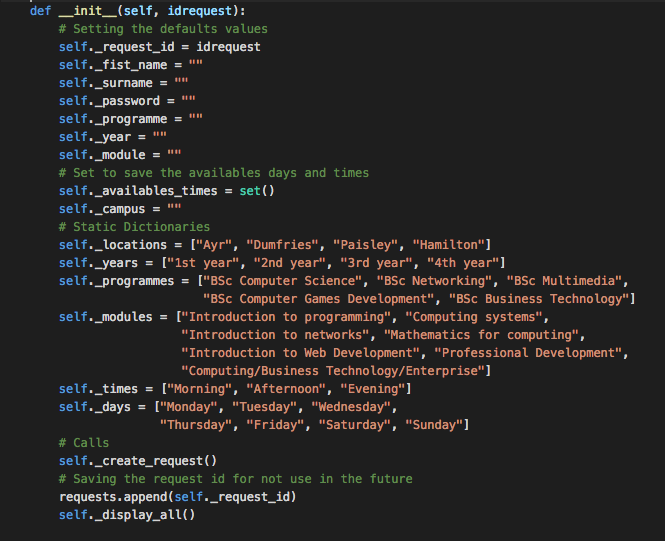 def __init__(self, idrequest):
# Setting the defaults values
self._request_id = idrequest
self._fist_name = ""
self._surname = ""
self._password = ""
self._programme = ""
self._year = ""
self._module = ""
# Set to save the availables days and times
self._availables_times = set()
self._campus = ""
# Static Dictionaries
self._locations = ["Ayr", "Dumfries", "Paisley", "Hamilton"]
self._years = ["1st year", "2nd year", "3rd year", "4th year"]
self._programmes = ["BSc Computer Science", "BSc Networking", "BSc Multimedia",
"BSc Computer Games Development", "BSc Business Technology"]
self._modules = ["Introduction to programming", "Computing systems",
"Introduction to networks", "Mathematics for computing",
"Introduction to Web Development", "Professional Development",
"Computing/Business Technology/Enterprise"]
self._times = ["Morning", "Afternoon", "Evening"]
self._days = ["Monday", "Tuesday", "Wednesday",
"Thursday", "Friday", "Saturday", "Sunday"]
# Calls
self._create_request()
# Saving the request id for not use in the future
requests.append(self._request_id)
self._display_all()